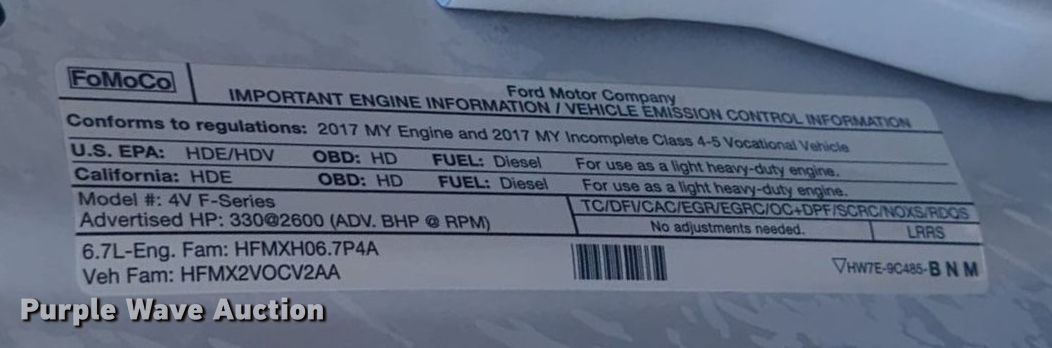 FoMoCo
Ford Motor Company
IMPORTANT ENGINE INFORMATION / VEHICLE EMISSION CONTROL INFORMATION
Conforms to regulations: 2017 MY Engine and 2017 MY Incomplete Class 4-5 Vocational Vehicle
U.S. EPA: HDE/HDV OBD: HD FUEL: Diesel For use as a light heavy-duty engine.
California: HDE OBD: HD FUEL: Diesel For use as a light heavy-duty engine.
Model #: 4V F-Series
TC/DFI/CAC/EGR/EGRC/OC+DPF/SCRC/NOXS/RDQS
Advertised HP: 330@2600 (ADV. BHP @ RPM)
No adjustments needed. LRRS
6.7L-Eng. Fam: HFMXH06.7P4A
Veh Fam: HFMX2VOCV2AA
▽HW7E-9C485-B N M
Purple Wave Auction